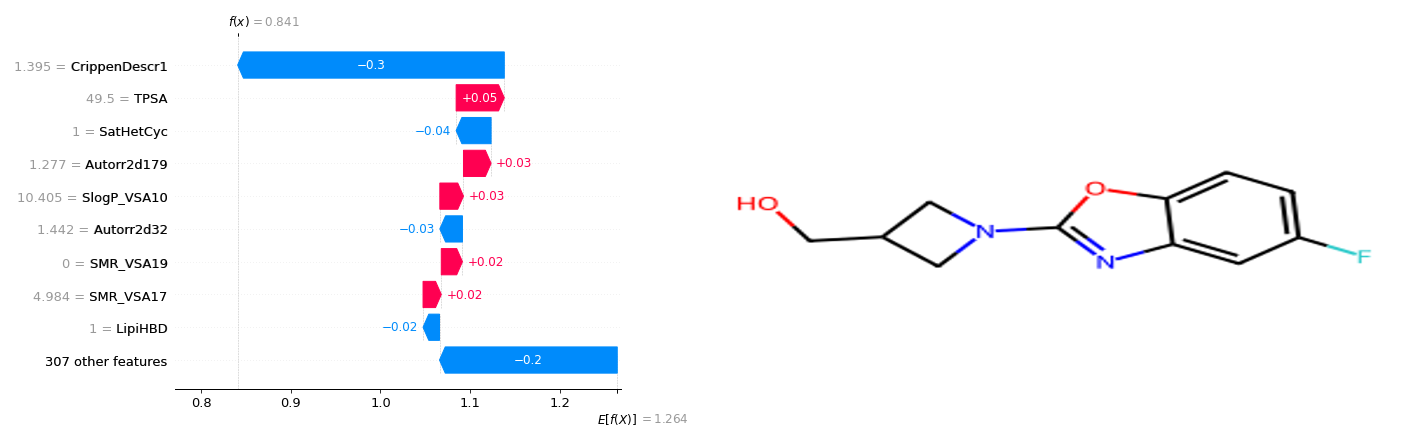 f(x) = 0.841
1.395 = CrippenDescr1
−0.3
49.5 = TPSA
+0.05
1 = SatHetCyc
−0.04
1.277 = Autorr2d179
+0.03
10.405 = SlogP_VSA10
+0.03
1.442 = Autorr2d32
−0.03
0 = SMR_VSA19
+0.02
4.984 = SMR_VSA17
+0.02
1 = LipiHBD
−0.02
307 other features
−0.2
0.8 0.9 1.0 1.1 1.2
E[f(X)] = 1.264
O
HO
N
N
F